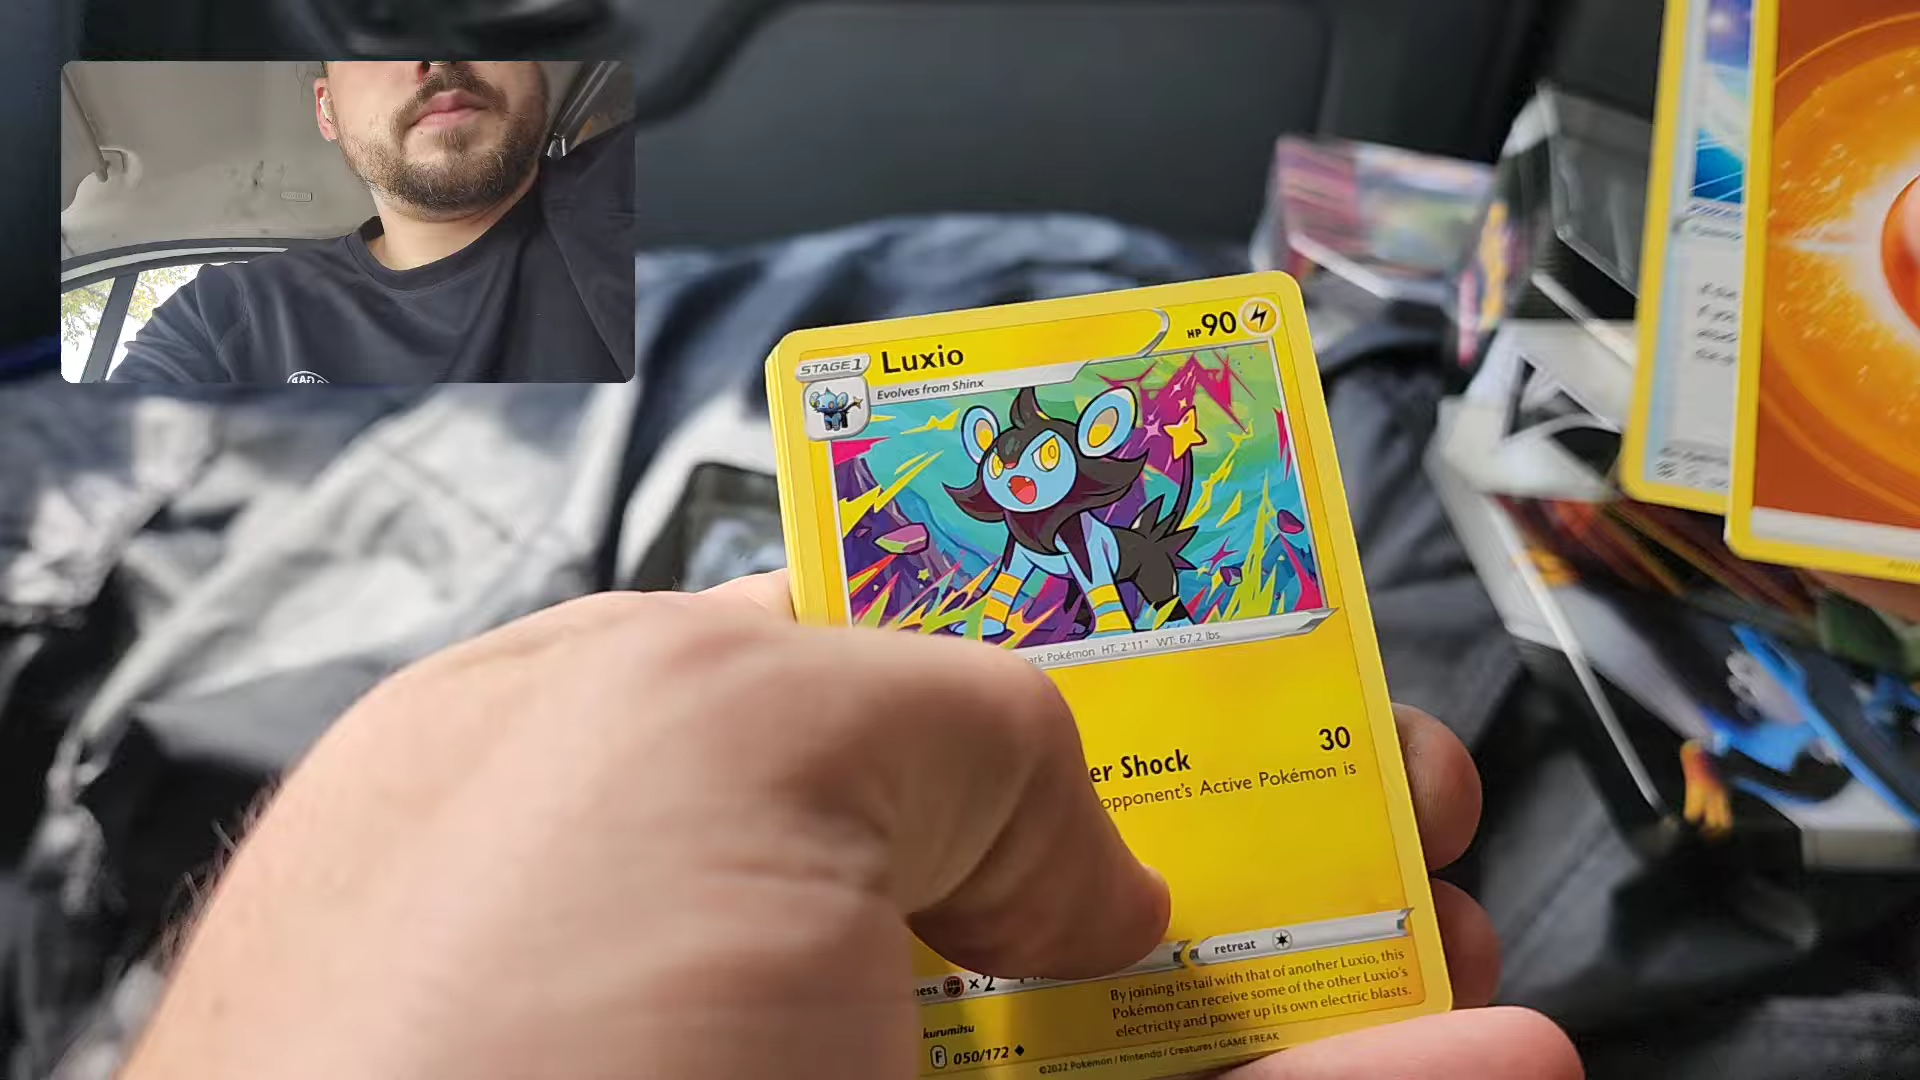 STAGE 1
Luxio
HP 90
Evolves from Shinx
ark Pokémon HT: 2'11" WT: 67.2 lbs
er Shock 30
opponent's Active Pokémon is
ness ×2
retreat
By joining its tail with that of another Luxio, this
Pokémon can receive some of the other Luxio's
electricity and power up its own electric blasts.
kurumitsu
F 050/172
©2022 Pokémon / Nintendo / Creatures / GAME FREAK